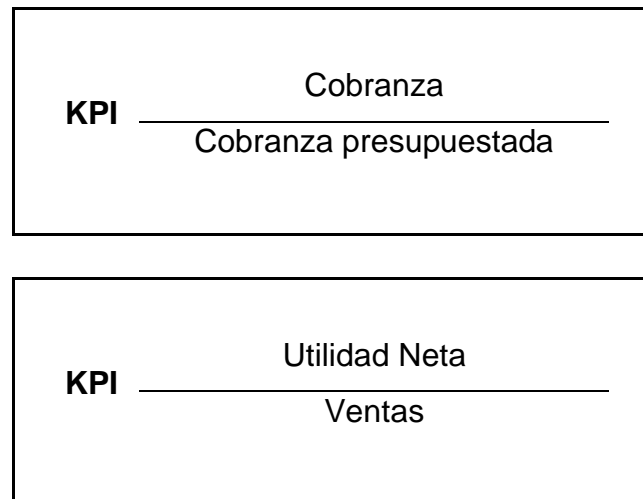 Cobranza
KPI
Cobranza presupuestada
Utilidad Neta
KPI
Ventas